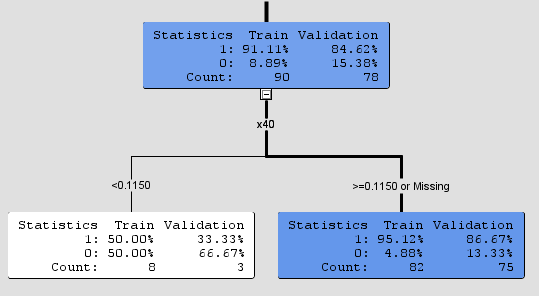 Statistics Train Validation
1: 91.11% 84.62%
0: 8.89% 15.38%
Count: 90 78
x40
<0.1150
>=0.1150 or Missing
Statistics Train Validation
1: 50.00% 33.33%
0: 50.00% 66.67%
Count: 8 3
Statistics Train Validation
1: 95.12% 86.67%
0: 4.88% 13.33%
Count: 82 75